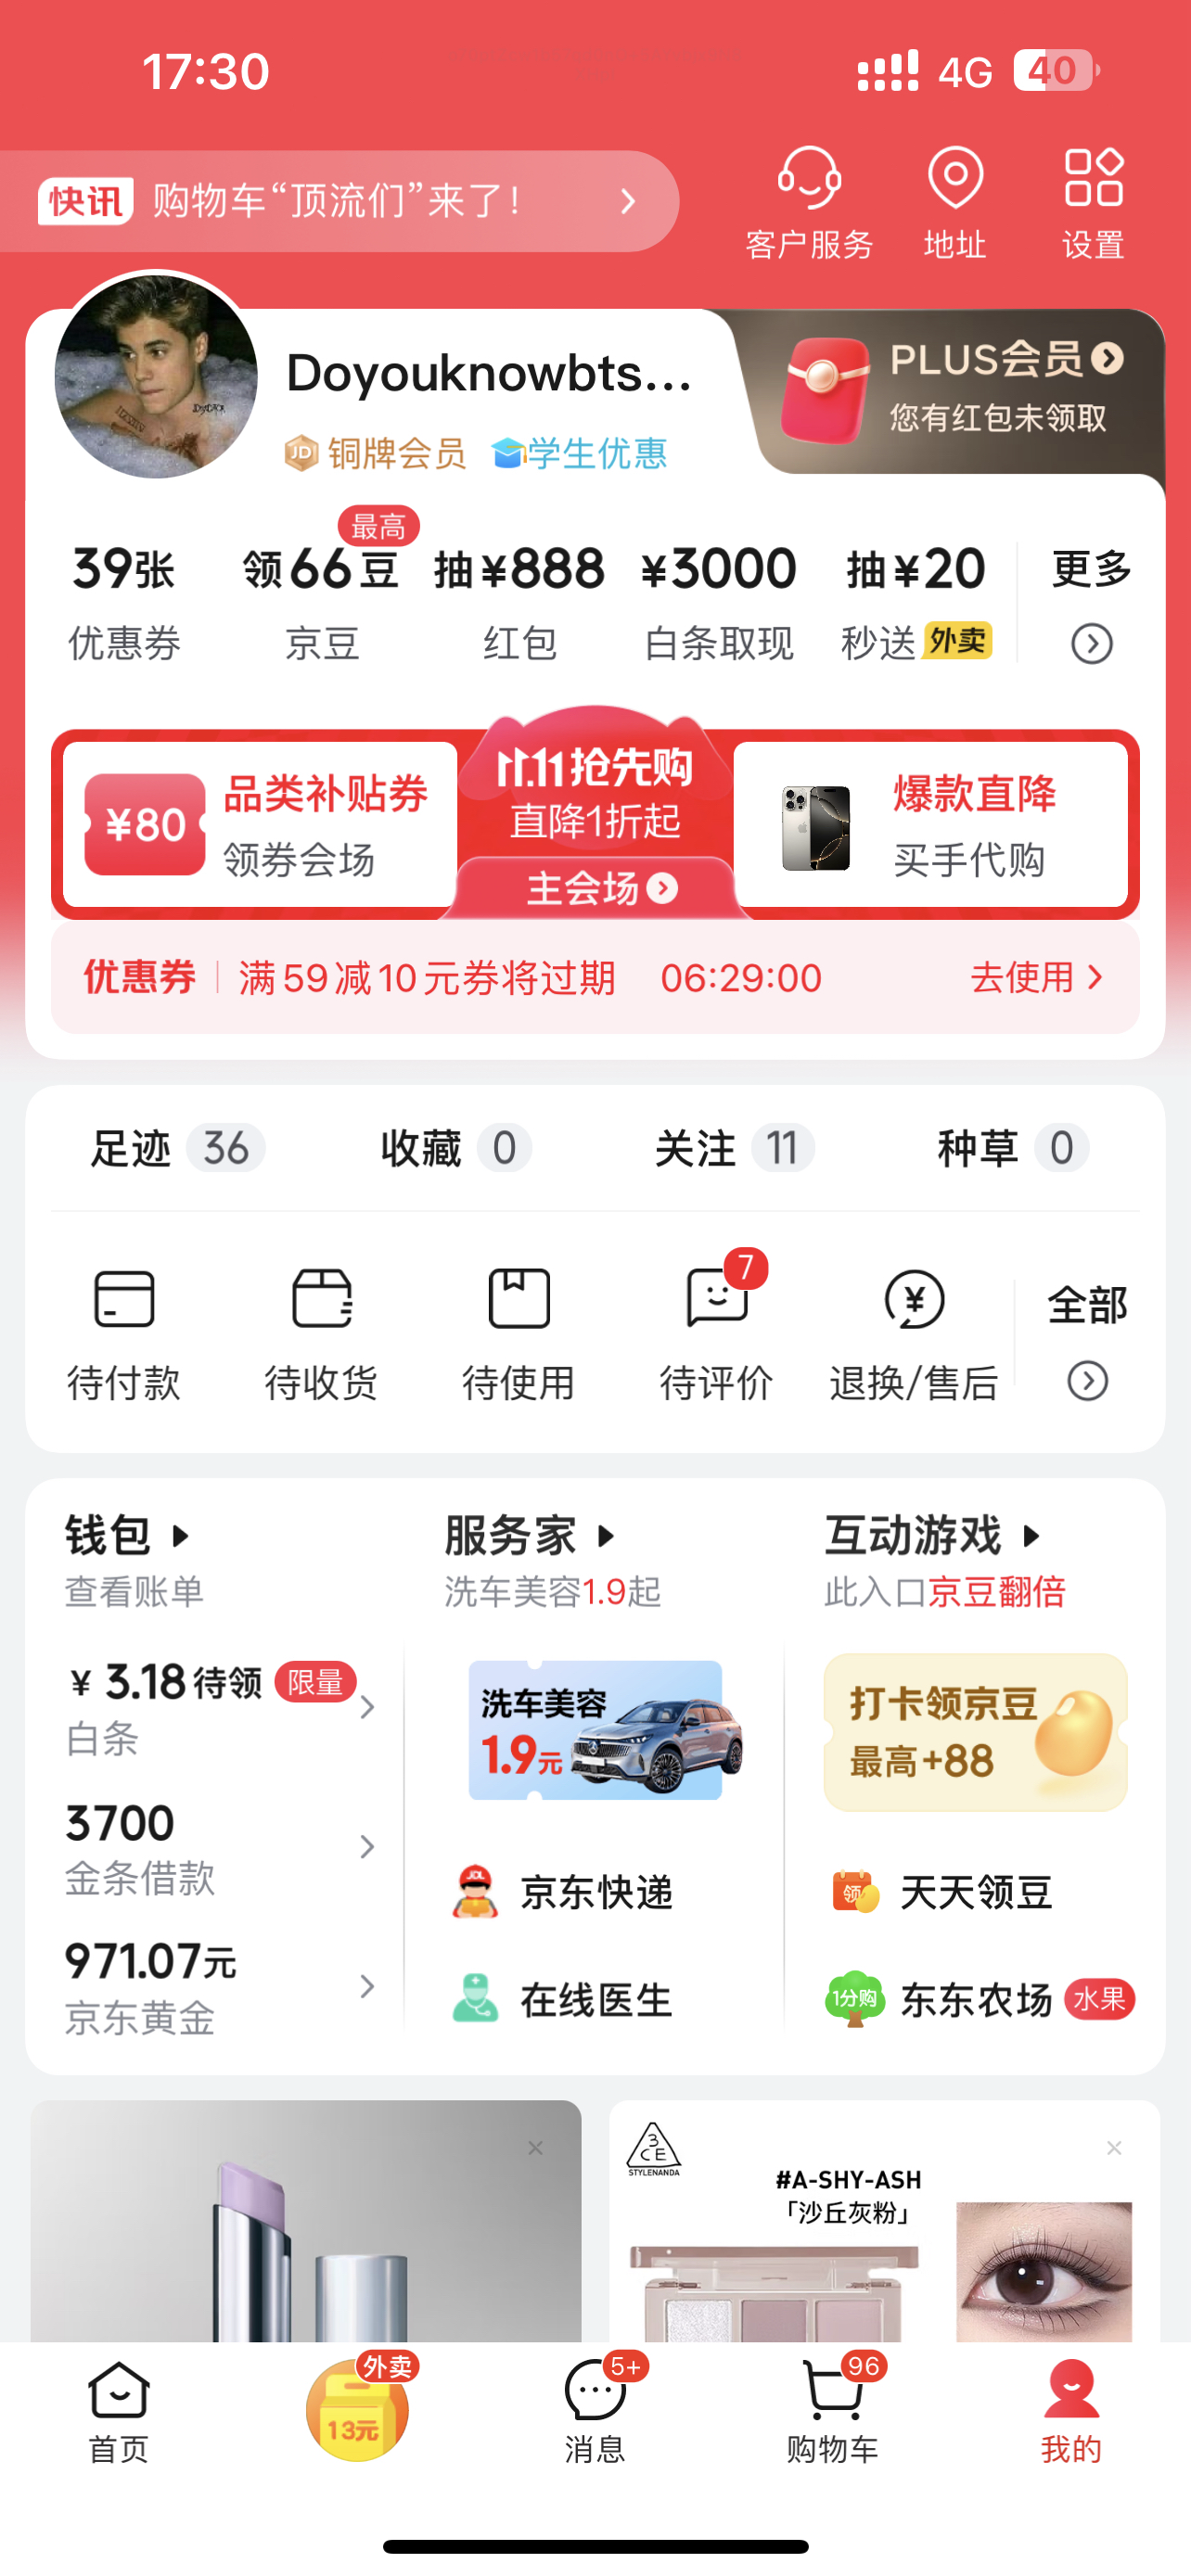 17:30
4G
40
快讯 购物车“顶流们”来了！
客户服务 地址 设置
Doyouknowbts...
PLUS会员
您有红包未领取
JD 铜牌会员 学生优惠
最高
39张 领66豆 抽¥888 ¥3000 抽¥20 更多
优惠券 京豆 红包 白条取现 秒送 外卖
¥80
品类补贴券
领券会场
11.11抢先购
直降1折起
主会场
爆款直降
买手代购
优惠券 满59减10元券将过期 06:29:00 去使用
足迹 36 收藏 0 关注 11 种草 0
7
待付款 待收货 待使用 待评价 退换/售后 全部
钱包
查看账单
¥ 3.18待领 限量
白条
3700
金条借款
971.07元
京东黄金
服务家
洗车美容1.9起
洗车美容
1.9元
JDL
京东快递
在线医生
互动游戏
此入口京豆翻倍
打卡领京豆
最高+88
领
天天领豆
1分购
东东农场 水果
3CE
STYLENANDA
#A-SHY-ASH
「沙丘灰粉」
外卖
13元
5+
96
首页 消息 购物车 我的